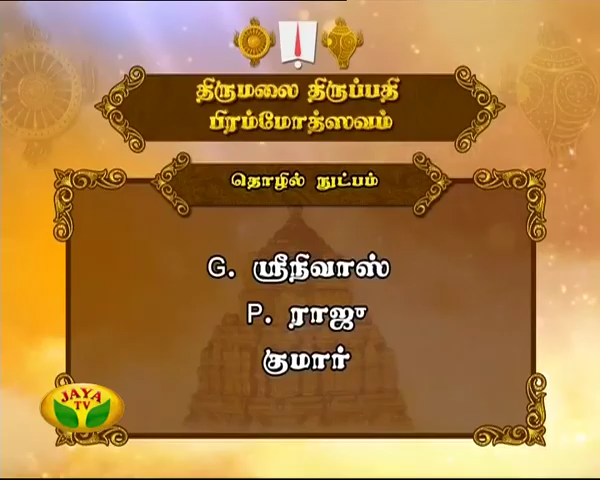 திருமலை திருப்பதி
பிரம்மோத்ஸவம்
தொழில் நுட்பம்
G. ஸ்ரீநிவாஸ்
P. ராஜு
குமார்
JAYA
TV